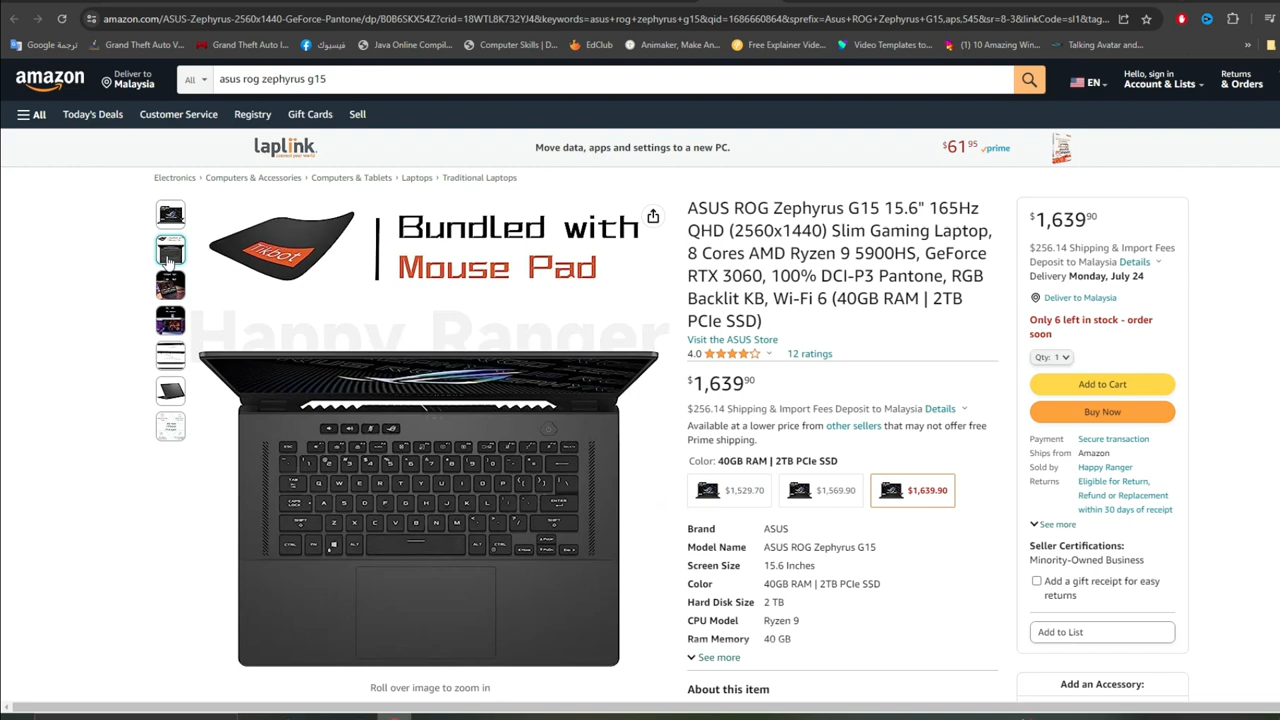 amazon.com/ASUS-Zephyrus-2560x1440-GeForce-Pantone/dp/B0B6SKX54Z?crid=18WTL8K732YJ4&keywords=asus+rog+zephyrus+g15&qid=1686660864&sprefix=Asus+ROG+Zephyrus+G15,aps,545&sr=8-3&linkCode=sl1&tag...
ترجمة Google
Grand Theft Auto V...
Grand Theft Auto I...
فيسبوك
Java Online Compil...
Computer Skills | D...
EdClub
Animaker, Make An...
Free Explainer Vide...
Video Templates to...
(1) 10 Amazing Win...
Talking Avatar and...
amazon
Deliver to
Malaysia
All
asus rog zephyrus g15
EN
Hello, sign in
Account & Lists
Returns
& Orders
All
Today's Deals
Customer Service
Registry
Gift Cards
Sell
laplink
Move data, apps and settings to a new PC.
$61 95 prime
Electronics › Computers & Accessories › Computers & Tablets › Laptops › Traditional Laptops
Tikbot
Bundled with
Mouse Pad
Happy Ranger
Roll over image to zoom in
ASUS ROG Zephyrus G15 15.6" 165Hz
QHD (2560x1440) Slim Gaming Laptop,
8 Cores AMD Ryzen 9 5900HS, GeForce
RTX 3060, 100% DCI-P3 Pantone, RGB
Backlit KB, Wi-Fi 6 (40GB RAM | 2TB
PCIe SSD)
Visit the ASUS Store
4.0 12 ratings
$1,639 90
$256.14 Shipping & Import Fees Deposit to Malaysia Details
Available at a lower price from other sellers that may not offer free
Prime shipping.
Color: 40GB RAM | 2TB PCIe SSD
$1,529.70
$1,569.90
$1,639.90
Brand ASUS
Model Name ASUS ROG Zephyrus G15
Screen Size 15.6 Inches
Color 40GB RAM | 2TB PCIe SSD
Hard Disk Size 2 TB
CPU Model Ryzen 9
Ram Memory 40 GB
See more
About this item
$1,639 90
$256.14 Shipping & Import Fees
Deposit to Malaysia Details
Delivery Monday, July 24
Deliver to Malaysia
Only 6 left in stock - order
soon
Qty: 1
Add to Cart
Buy Now
Payment Secure transaction
Ships from Amazon
Sold by Happy Ranger
Returns Eligible for Return,
Refund or Replacement
within 30 days of receipt
See more
Seller Certifications:
Minority-Owned Business
Add a gift receipt for easy
returns
Add to List
Add an Accessory: